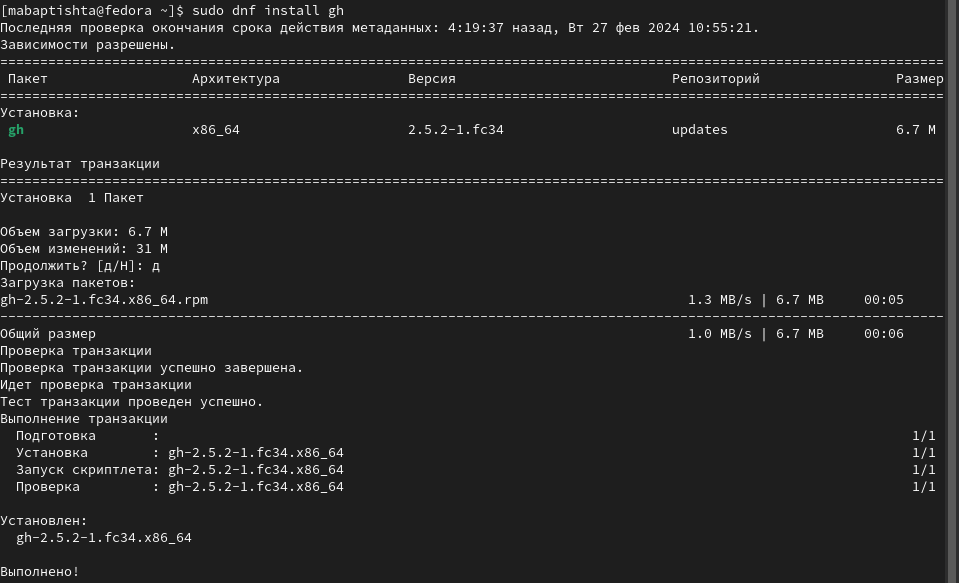 [mabaptishta@fedora ~]$ sudo dnf install gh
Последняя проверка окончания срока действия метаданных: 4:19:37 назад, Вт 27 фев 2024 10:55:21.
Зависимости разрешены.
================================================================================
Пакет Архитектура Версия Репозиторий Размер
================================================================================
Установка:
gh x86_64 2.5.2-1.fc34 updates 6.7 M
Результат транзакции
================================================================================
Установка 1 Пакет
Объем загрузки: 6.7 M
Объем изменений: 31 M
Продолжить? [д/Н]: д
Загрузка пакетов:
gh-2.5.2-1.fc34.x86_64.rpm 1.3 MB/s | 6.7 MB 00:05
--------------------------------------------------------------------------------
Общий размер 1.0 MB/s | 6.7 MB 00:06
Проверка транзакции
Проверка транзакции успешно завершена.
Идет проверка транзакции
Тест транзакции проведен успешно.
Выполнение транзакции
Подготовка : 1/1
Установка : gh-2.5.2-1.fc34.x86_64 1/1
Запуск скриптлета: gh-2.5.2-1.fc34.x86_64 1/1
Проверка : gh-2.5.2-1.fc34.x86_64 1/1
Установлен:
gh-2.5.2-1.fc34.x86_64
Выполнено!